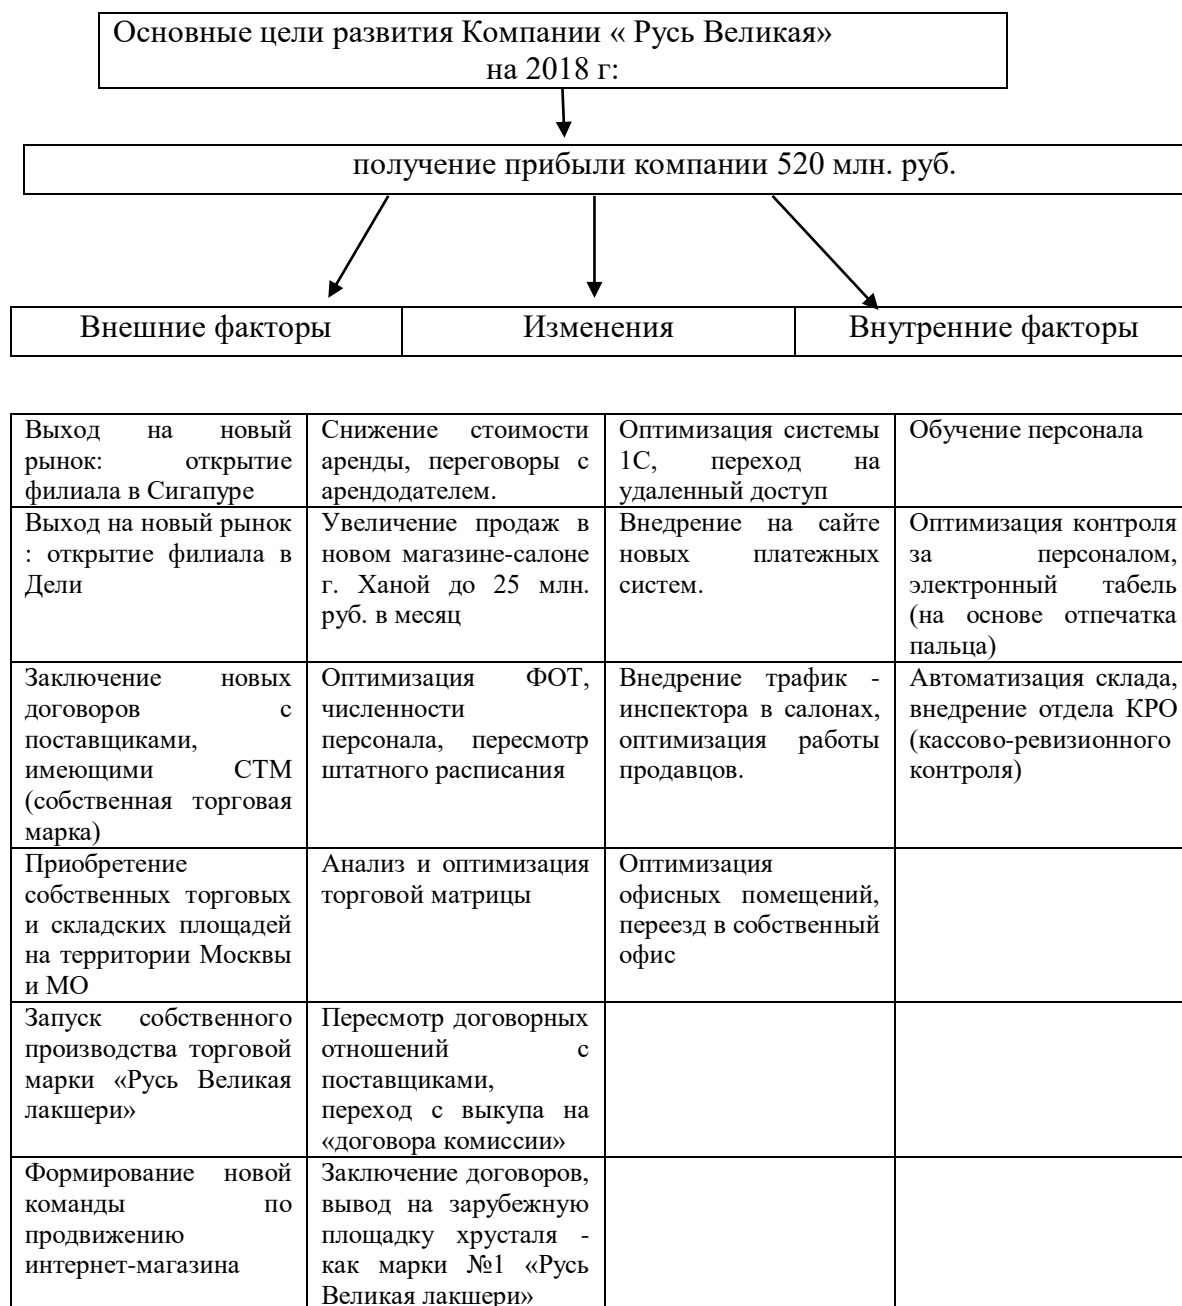 Основные цели развития Компании « Русь Великая»
на 2018 г:
получение прибыли компании 520 млн. руб.
Внешние факторы
Изменения
Внутренние факторы
Выход на новый
рынок: открытие
филиала в Сигапуре
Снижение стоимости
аренды, переговоры с
арендодателем.
Оптимизация системы
1С, переход на
удаленный доступ
Обучение персонала
Выход на новый рынок
: открытие филиала в
Дели
Увеличение продаж в
новом магазине-салоне
г. Ханой до 25 млн.
руб. в месяц
Внедрение на сайте
новых платежных
систем.
Оптимизация контроля
за персоналом,
электронный табель
(на основе отпечатка
пальца)
Заключение новых
договоров с
поставщиками,
имеющими СТМ
(собственная торговая
марка)
Оптимизация ФОТ,
численности
персонала, пересмотр
штатного расписания
Внедрение трафик -
инспектора в салонах,
оптимизация работы
продавцов.
Автоматизация склада,
внедрение отдела КРО
(кассово-ревизионного
контроля)
Приобретение
собственных торговых
и складских площадей
на территории Москвы
и МО
Анализ и оптимизация
торговой матрицы
Оптимизация
офисных помещений,
переезд в собственный
офис
Запуск собственного
производства торговой
марки «Русь Великая
лакшери»
Пересмотр договорных
отношений с
поставщиками,
переход с выкупа на
«договора комиссии»
Формирование новой
команды по
продвижению
интернет-магазина
Заключение договоров,
вывод на зарубежную
площадку хрусталя -
как марки №1 «Русь
Великая лакшери»